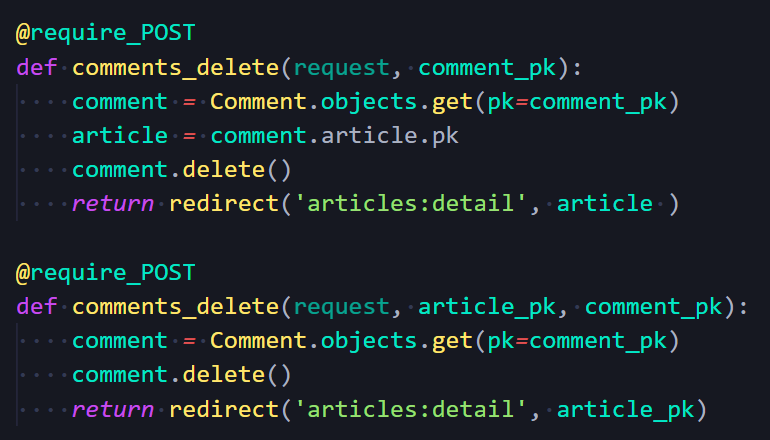 @require_POST
def comments_delete(request, comment_pk):
    comment = Comment.objects.get(pk=comment_pk)
    article = comment.article.pk
    comment.delete()
    return redirect('articles:detail', article )

@require_POST
def comments_delete(request, article_pk, comment_pk):
    comment = Comment.objects.get(pk=comment_pk)
    comment.delete()
    return redirect('articles:detail', article_pk)